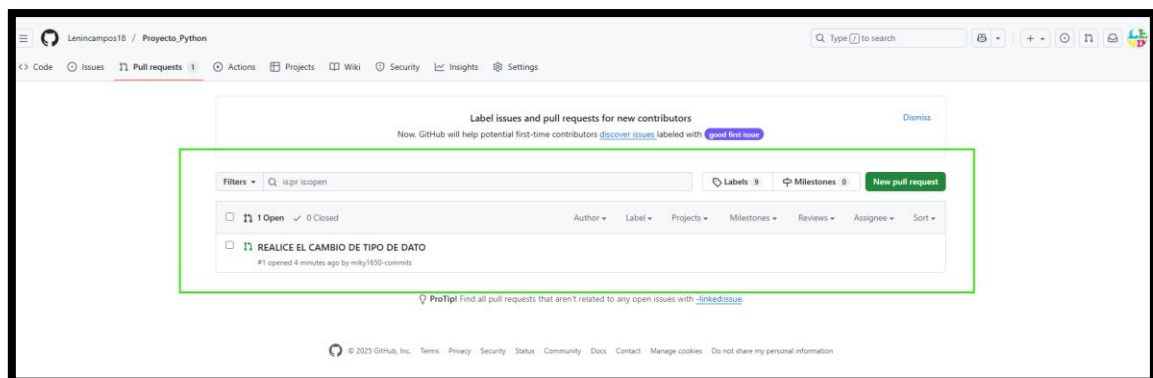 Lenincampos18 / Proyecto_Python
Type / to search
Code Issues Pull requests 1 Actions Projects Wiki Security Insights Settings
Label issues and pull requests for new contributors
Dismiss
Now, GitHub will help potential first-time contributors discover issues labeled with good first issue
Filters is:pr is:open Labels 9 Milestones 0 New pull request
1 Open 0 Closed Author Label Projects Milestones Reviews Assignee Sort
REALICE EL CAMBIO DE TIPO DE DATO
#1 opened 4 minutes ago by miky1650-commits
ProTip! Find all pull requests that aren't related to any open issues with -linked:issue.
© 2025 GitHub, Inc. Terms Privacy Security Status Community Docs Contact Manage cookies Do not share my personal information